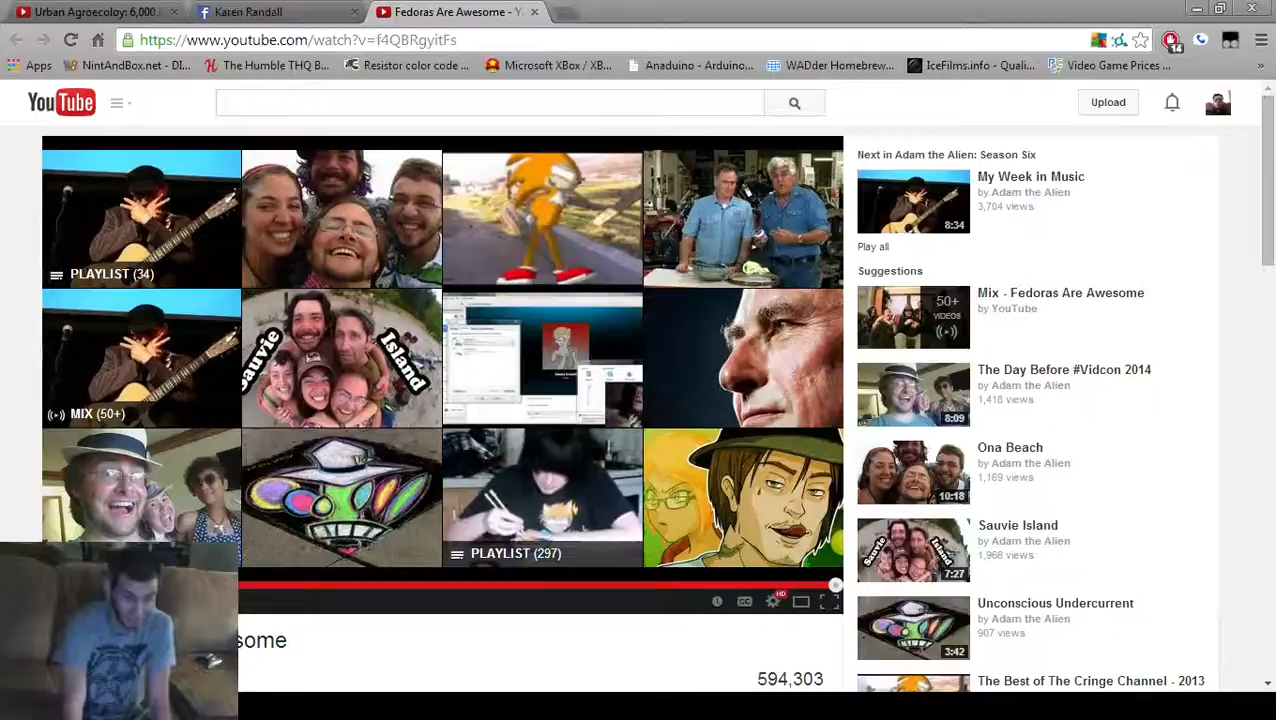 Urban Agroecoloy: 6,000
Karen Randall
Fedoras Are Awesome - Y
https://www.youtube.com/watch?v=f4QBRgyitFs
14
Apps
NintAndBox.net - DI...
The Humble THQ B...
Resistor color code ...
Microsoft XBox / XB...
Anaduino - Arduino...
WADder Homebrew...
IceFilms.info - Quali...
Video Game Prices ...
»
YouTube
Upload
PLAYLIST (34)
MIX (50+)
Sauvie
Island
PLAYLIST (297)
CC
HD
some
594,303
Next in Adam the Alien: Season Six
My Week in Music
by Adam the Alien
3,704 views
8:34
Play all
Suggestions
Mix - Fedoras Are Awesome
by YouTube
50+
VIDEOS
The Day Before #Vidcon 2014
by Adam the Alien
1,418 views
8:09
Ona Beach
by Adam the Alien
1,169 views
10:18
Sauvie Island
by Adam the Alien
1,966 views
Sauvie
Island
7:27
Unconscious Undercurrent
by Adam the Alien
907 views
3:42
The Best of The Cringe Channel - 2013